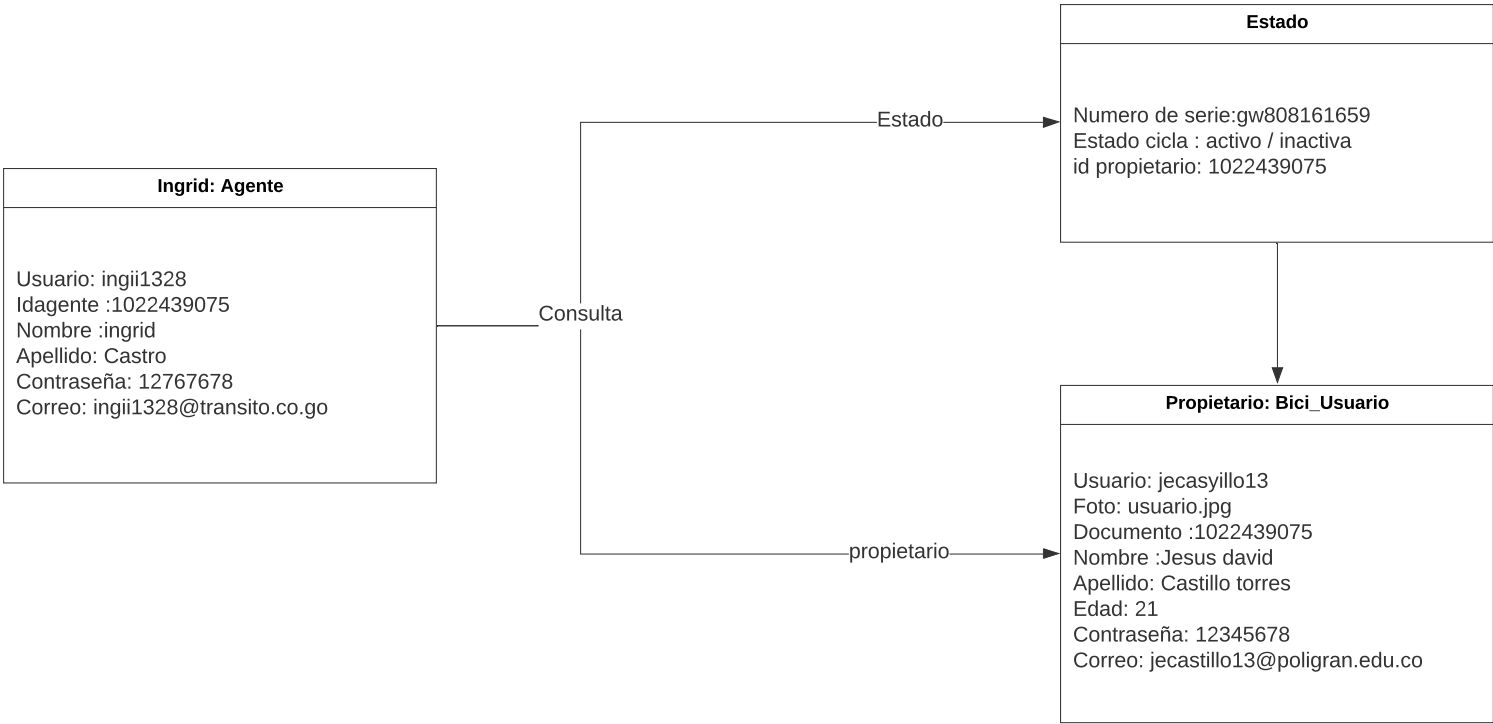 Estado
Numero de serie:gw808161659
Estado cicla : activo / inactiva
id propietario: 1022439075
Estado
Ingrid: Agente
Usuario: ingii1328
Idagente :1022439075
Nombre :ingrid
Apellido: Castro
Contraseña: 12767678
Correo: ingii1328@transito.co.go
Consulta
propietario
Propietario: Bici_Usuario
Usuario: jecasyillo13
Foto: usuario.jpg
Documento :1022439075
Nombre :Jesus david
Apellido: Castillo torres
Edad: 21
Contraseña: 12345678
Correo: jecastillo13@poligran.edu.co